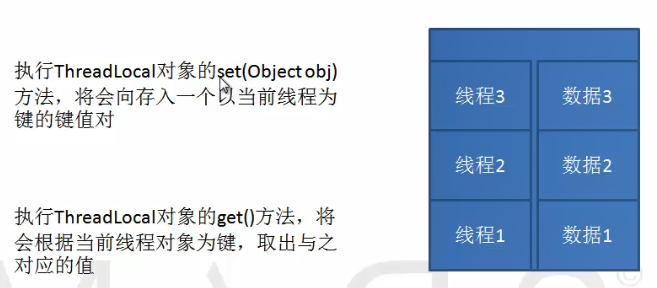 执行ThreadLocal对象的set(Object obj)
方法，将会向存入一个以当前线程为
键的键值对
执行ThreadLocal对象的get()方法，将
会根据当前线程对象为键，取出与之
对应的值
线程3 数据3
线程2 数据2
线程1 数据1